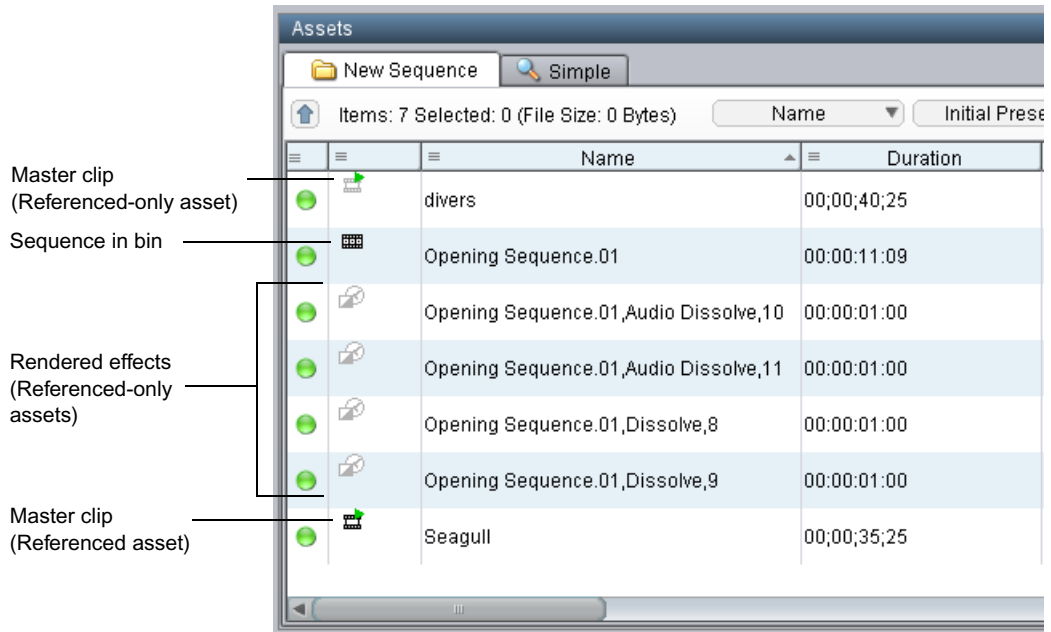 Assets
New Sequence Simple
Items: 7 Selected: 0 (File Size: 0 Bytes) Name Initial Prese
Name Duration
Master clip
(Referenced-only asset)
divers 00;00;40;25
Sequence in bin
Opening Sequence.01 00:00:11:09
Opening Sequence.01,Audio Dissolve,10 00:00:01:00
Rendered effects
(Referenced-only
assets)
Opening Sequence.01,Audio Dissolve,11 00:00:01:00
Opening Sequence.01,Dissolve,8 00:00:01:00
Opening Sequence.01,Dissolve,9 00:00:01:00
Master clip
(Referenced asset)
Seagull 00;00;35;25